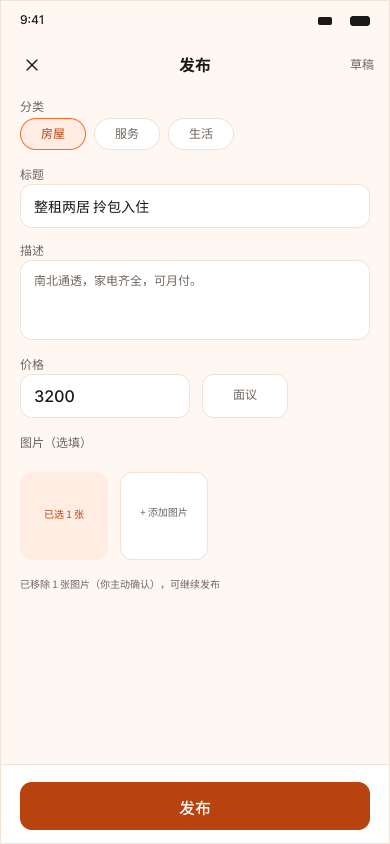 9:41
发布
草稿
分类
房屋
服务
生活
标题
整租两居 拎包入住
描述
南北通透，家电齐全，可月付。
价格
3200
面议
图片（选填）
已选 1 张
+ 添加图片
已移除 1 张图片（你主动确认），可继续发布
发布